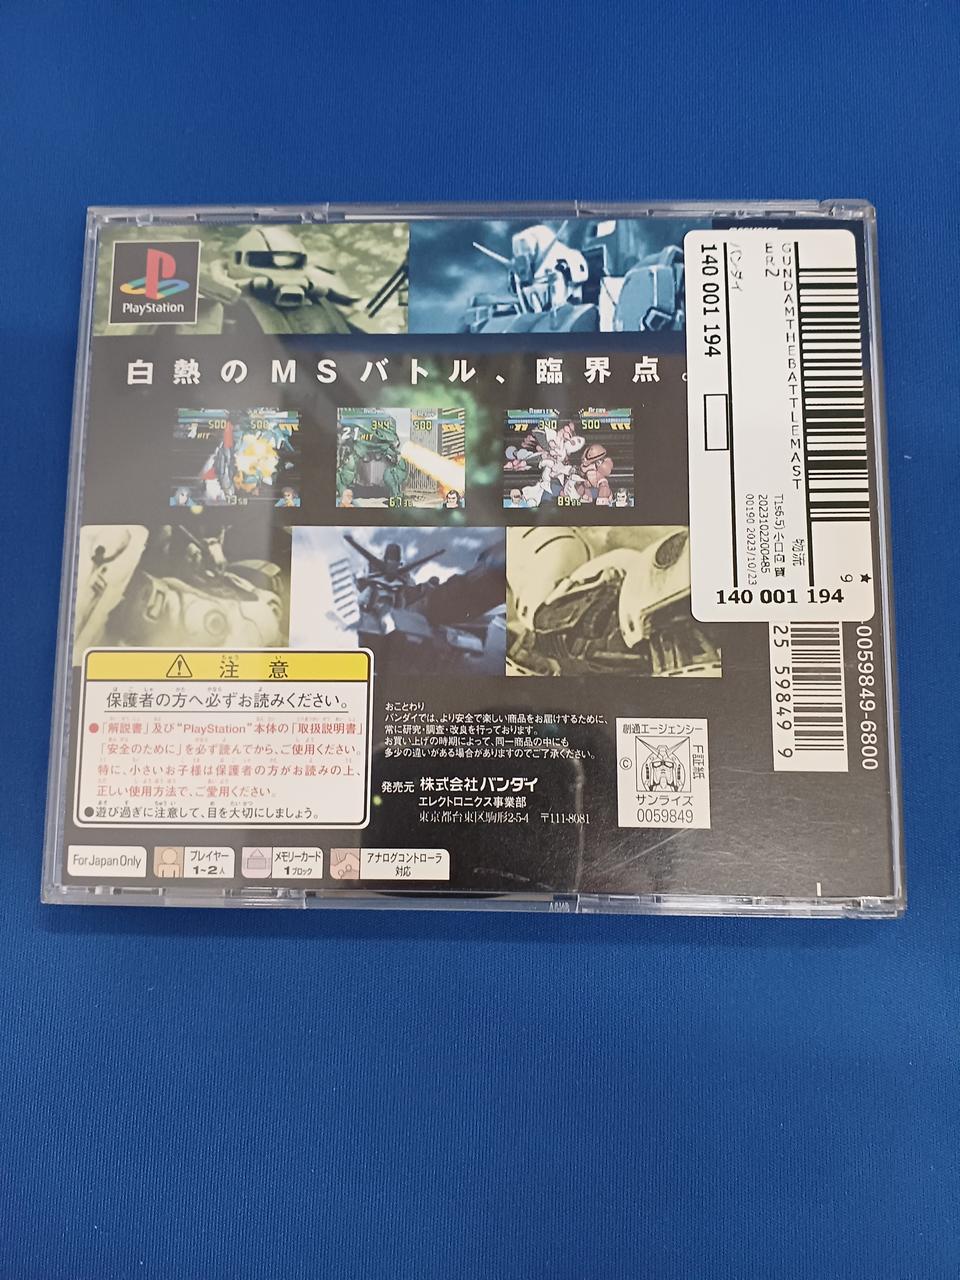 PlayStation
白熱のMSバトル、臨界点。
注意
保護者の方へ必ずお読みください。
●「解説書」及び“PlayStation”本体の「取扱説明書」
「安全のために」を必ず読んでから、ご使用ください。
特に、小さいお子様は保護者の方がお読みの上、
正しい使用方法で、ご愛用ください。
●遊び過ぎに注意して、目を大切にしましょう。
おことわり
バンダイでは、より安全で楽しい商品をお届けするために、
常に研究・調査・改良を行っております。
お買い上げの時期によって、同一商品の中にも
多少の違いがある場合がありますのでご了承ください。
発売元 株式会社バンダイ
エレクトロニクス事業部
東京都台東区駒形2-5-4 〒111-8081
創通エージェンシー
©
F証紙
サンライズ
0059849
For Japan Only
プレイヤー
1~2人
メモリーカード
1ブロック
アナログコントローラ
対応
GUNDAMTHEBATTLEMAST
ER2
バンダイ
140 001 194
物流
2023102200485
00190 2023/10/23
9
★
140 001 194
25 59849 9
0059849-6800